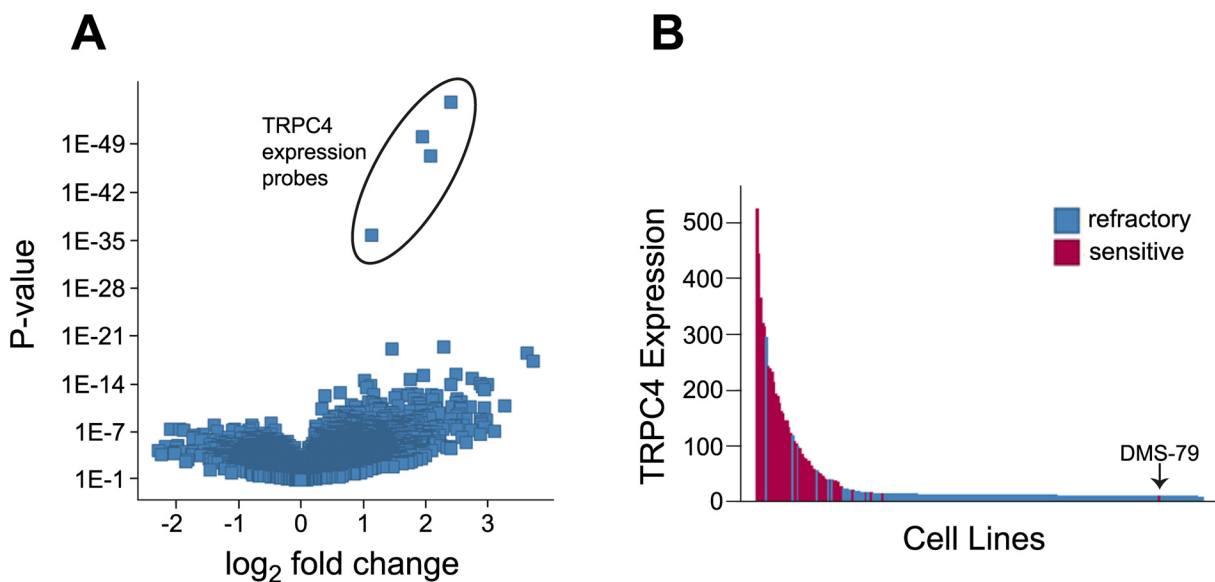 A
TRPC4
expression
probes
1E-49
1E-42
1E-35
1E-28
1E-21
1E-14
1E-7
1E-1
P-value
-2 -1 0 1 2 3
log₂ fold change
B
refractory
sensitive
500
400
300
200
100
0
TRPC4 Expression
DMS-79
Cell Lines